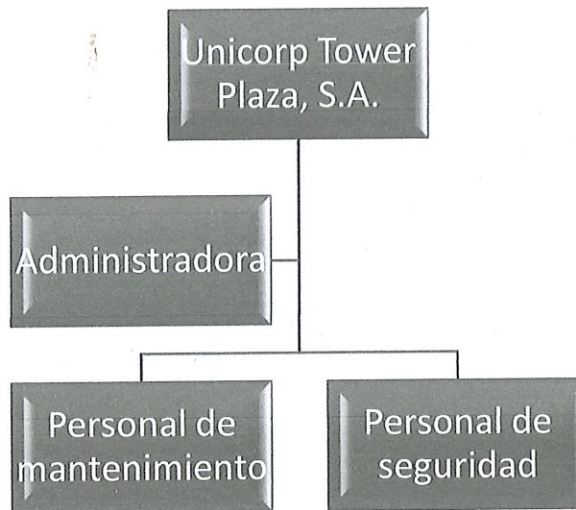 Unicorp Tower
Plaza, S.A.
Administradora
Personal de
mantenimiento
Personal de
seguridad